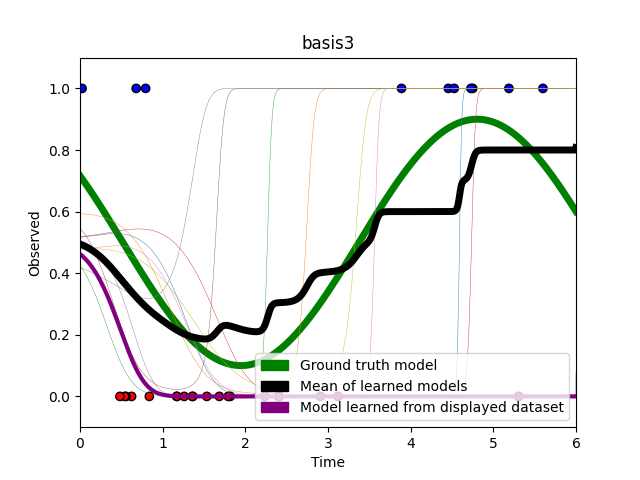 basis3
Observed
1.0
0.8
0.6
0.4
0.2
0.0
Ground truth model
Mean of learned models
Model learned from displayed dataset
0 1 2 3 4 5 6
Time